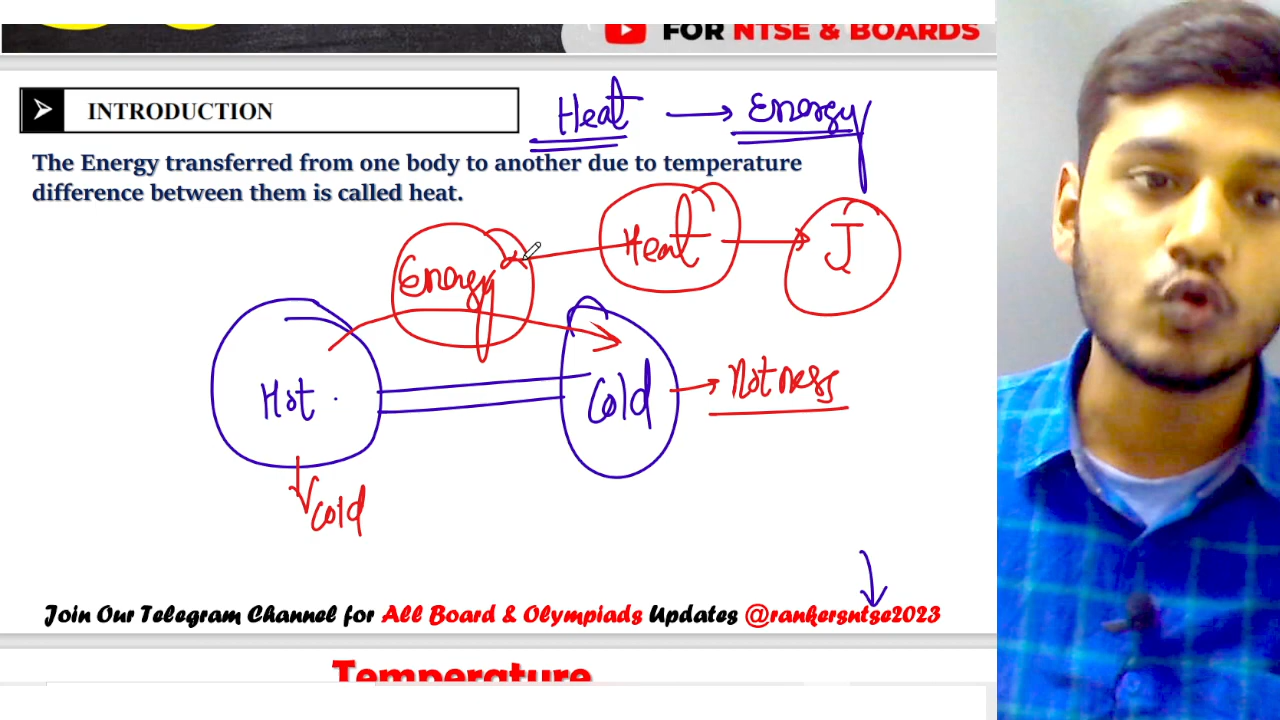 FOR NTSE & BOARDS
INTRODUCTION
Heat → Energy
The Energy transferred from one body to another due to temperature
difference between them is called heat.
Energy
Heat
J
Hot
Cold
Hotness
Cold
Join Our Telegram Channel for All Board & Olympiads Updates @rankersntse2023
Temperature